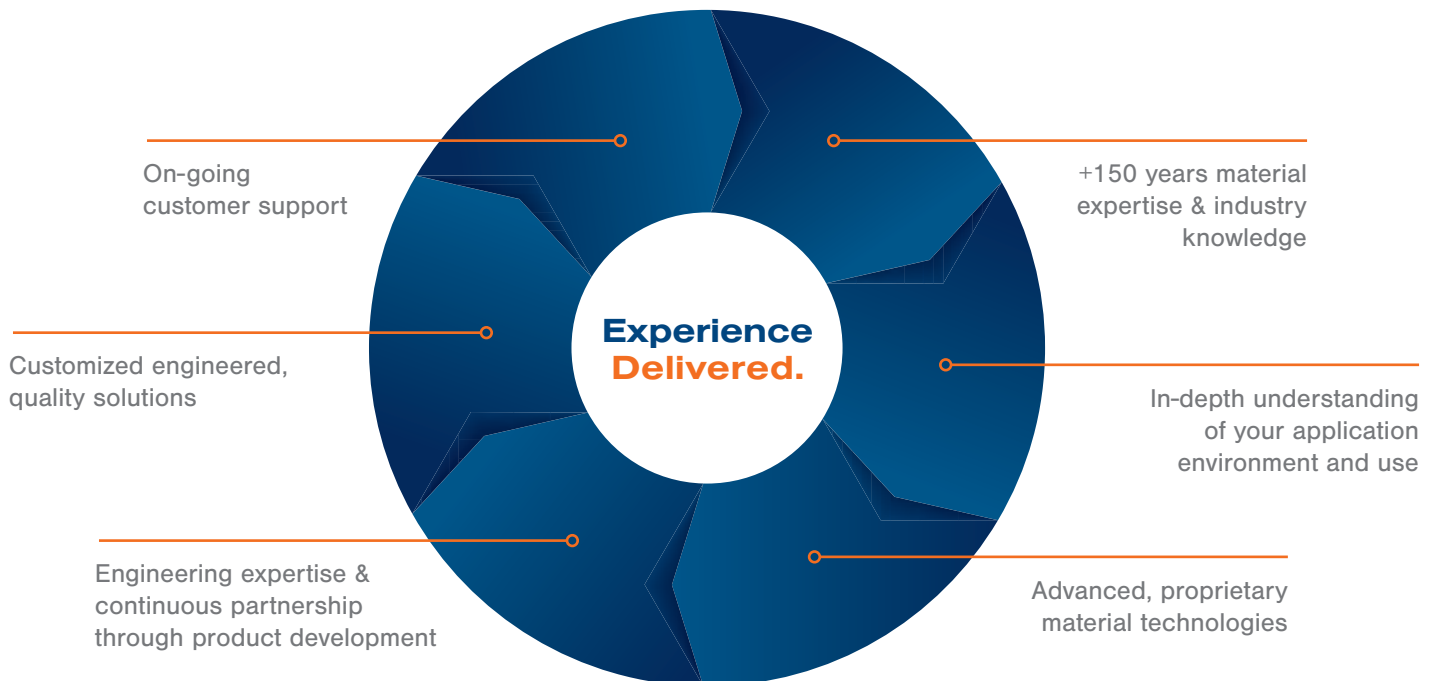 On-going
customer support
+150 years material
expertise & industry
knowledge
Experience
Delivered.
Customized engineered,
quality solutions
In-depth understanding
of your application
environment and use
Engineering expertise &
continuous partnership
through product development
Advanced, proprietary
material technologies